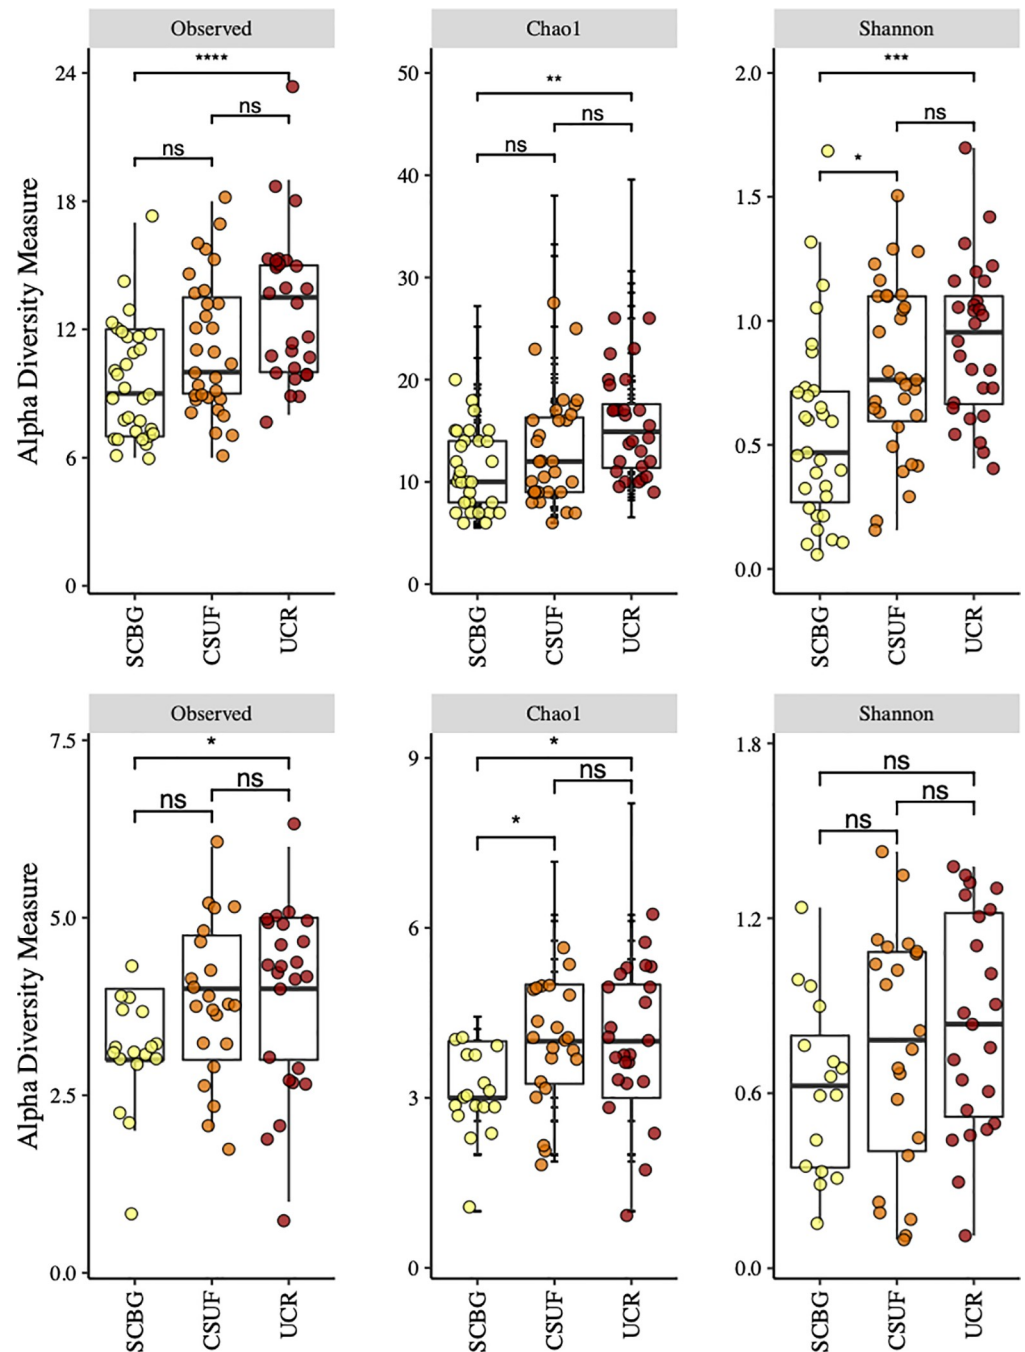 Observed
Chao1
Shannon
Alpha Diversity Measure
24
18
12
6
0
****
ns
ns
SCBG
CSUF
UCR
50
40
30
20
10
0
**
ns
ns
SCBG
CSUF
UCR
2.0
1.5
1.0
0.5
0.0
***
ns
*
SCBG
CSUF
UCR
Observed
Chao1
Shannon
Alpha Diversity Measure
7.5
5.0
2.5
0.0
*
ns
ns
SCBG
CSUF
UCR
9
6
3
0
*
ns
*
SCBG
CSUF
UCR
1.8
1.2
0.6
0.0
ns
ns
ns
SCBG
CSUF
UCR